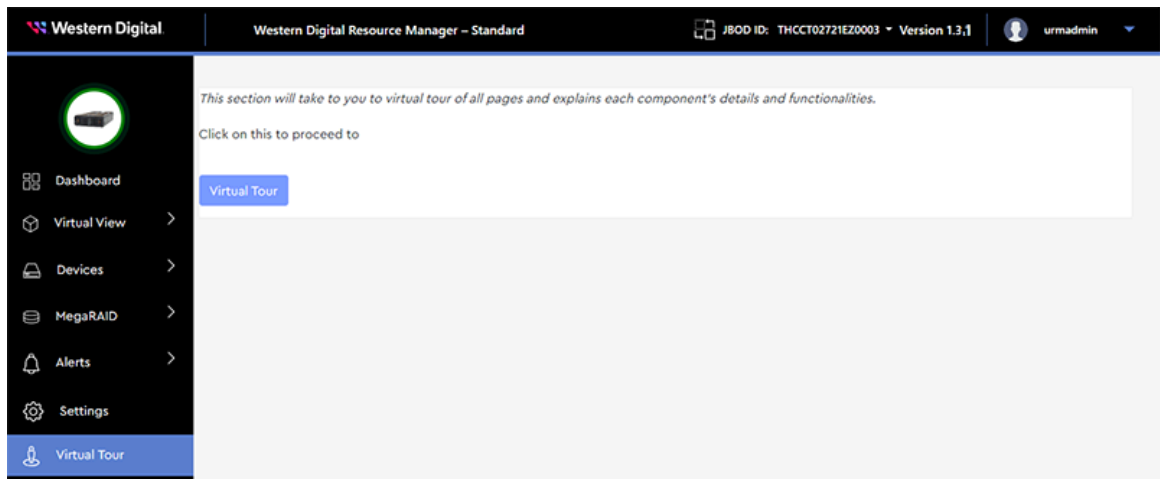 Western Digital.
Western Digital Resource Manager – Standard
JBOD ID: THCCT02721EZ0003 Version 1.3.1
urmadmin
This section will take to you to virtual tour of all pages and explains each component's details and functionalities.
Click on this to proceed to
Virtual Tour
Dashboard
Virtual View
Devices
MegaRAID
Alerts
Settings
Virtual Tour